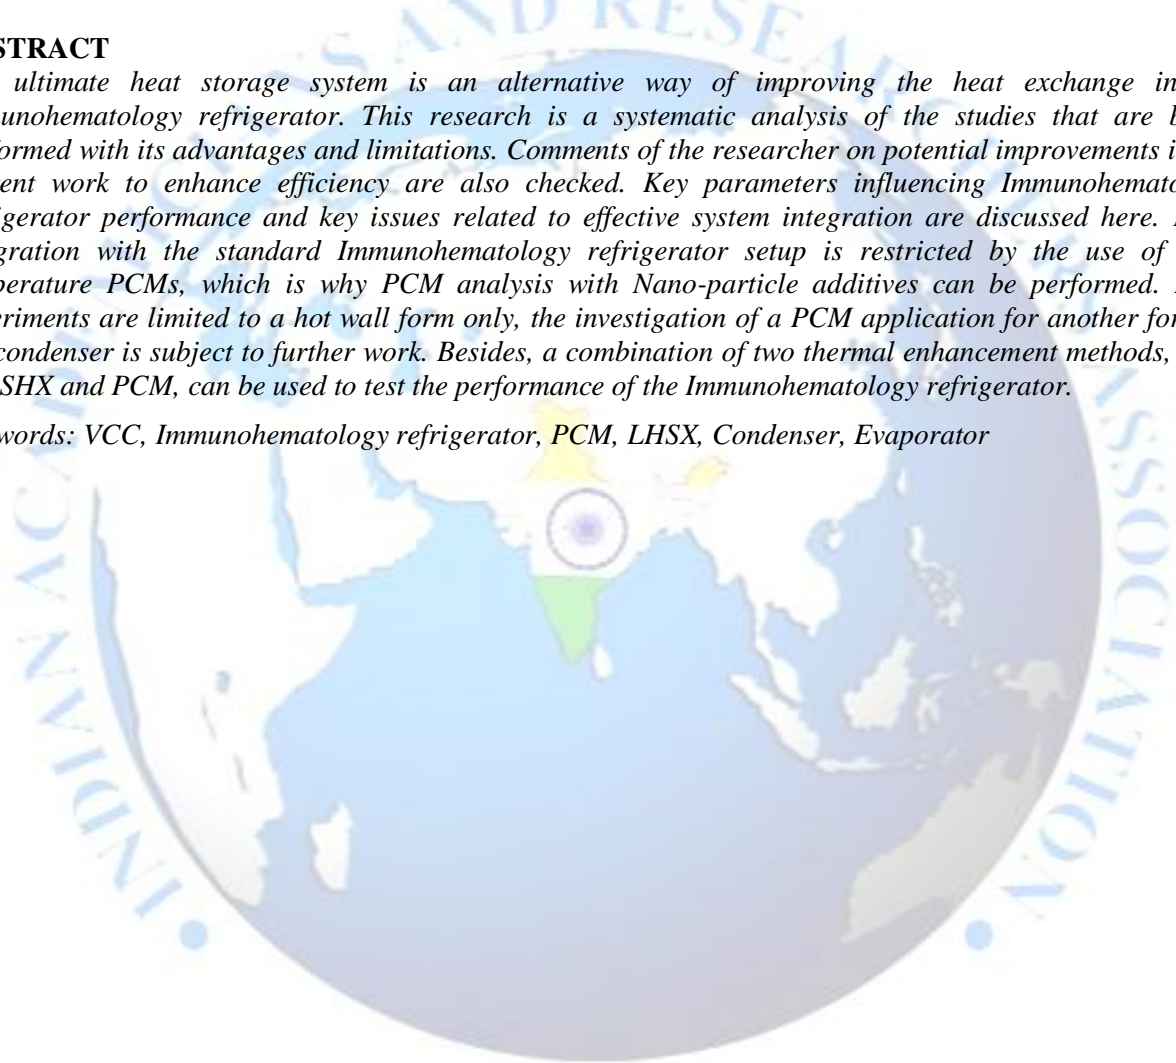 STRACT
ultimate heat storage system is an alternative way of improving the heat exchange in
unohematology refrigerator. This research is a systematic analysis of the studies that are b
ormed with its advantages and limitations. Comments of the researcher on potential improvements i
ent work to enhance efficiency are also checked. Key parameters influencing Immunohemato
igerator performance and key issues related to effective system integration are discussed here.
gration with the standard Immunohematology refrigerator setup is restricted by the use of
perature PCMs, which is why PCM analysis with Nano-particle additives can be performed.
eriments are limited to a hot wall form only, the investigation of a PCM application for another for
condenser is subject to further work. Besides, a combination of two thermal enhancement methods,
SHX and PCM, can be used to test the performance of the Immunohematology refrigerator.
words: VCC, Immunohematology refrigerator, PCM, LHSX, Condenser, Evaporator
INDIAN
AND
ASSOCIATION